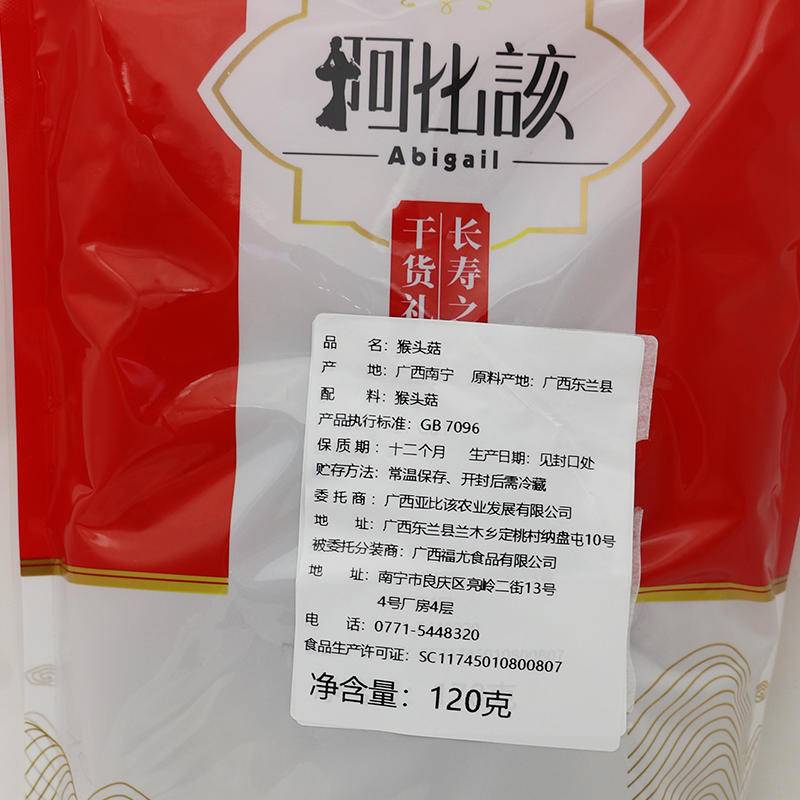 阿比該
Abigail
长寿之
干货礼
品 名：猴头菇
产 地：广西南宁 原料产地：广西东兰县
配 料：猴头菇
产品执行标准：GB 7096
保 质 期：十二个月 生产日期：见封口处
贮存方法：常温保存、开封后需冷藏
委 托 商：广西亚比该农业发展有限公司
地 址：广西东兰县兰木乡定桃村纳盘屯10号
被委托分装商：广西福尤食品有限公司
地 址：南宁市良庆区亮岭二街13号
4号厂房4层
电 话：0771-5448320
食品生产许可证：SC11745010800807
净含量：120克